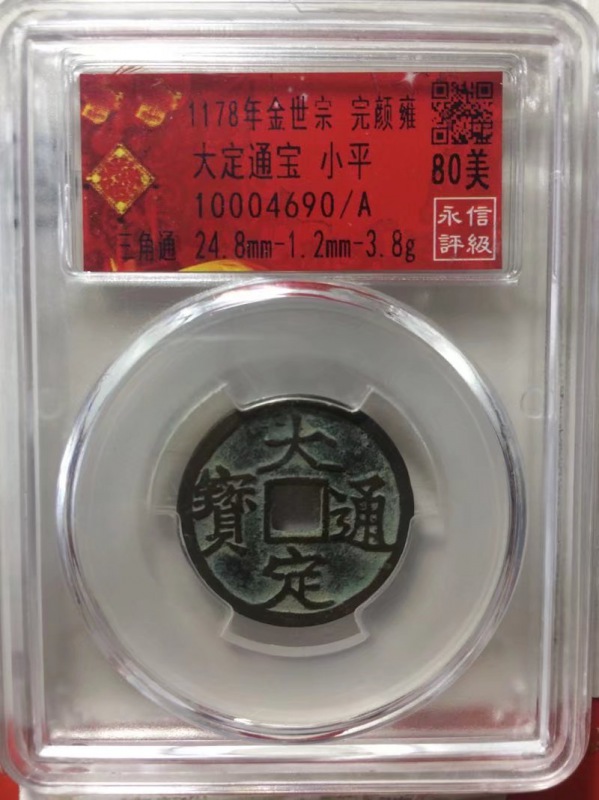 1178年金世宗 完颜雍
大定通宝 小平
80美
10004690/A
三角通 24.8mm-1.2mm-3.8g
永信
評級
大定通寶